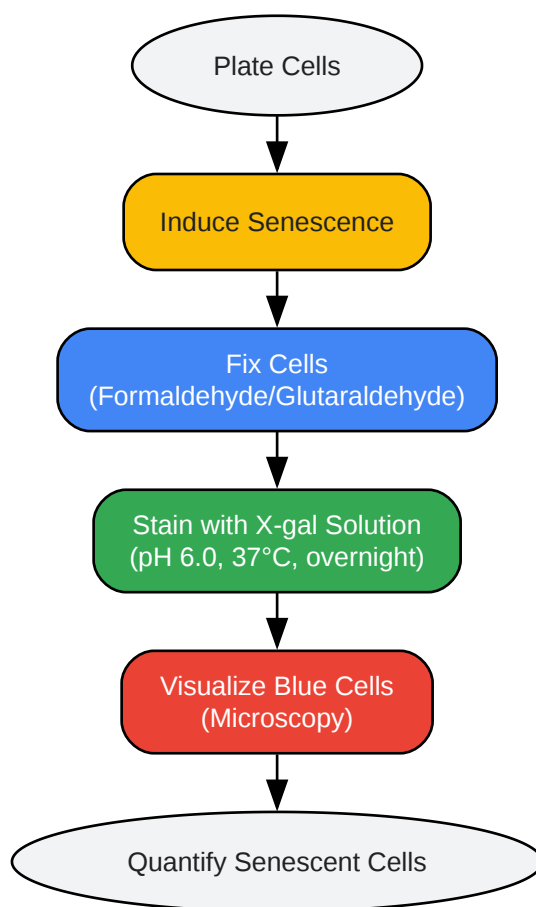 Plate Cells
Induce Senescence
Fix Cells
(Formaldehyde/Glutaraldehyde)
Stain with X-gal Solution
(pH 6.0, 37°C, overnight)
Visualize Blue Cells
(Microscopy)
Quantify Senescent Cells